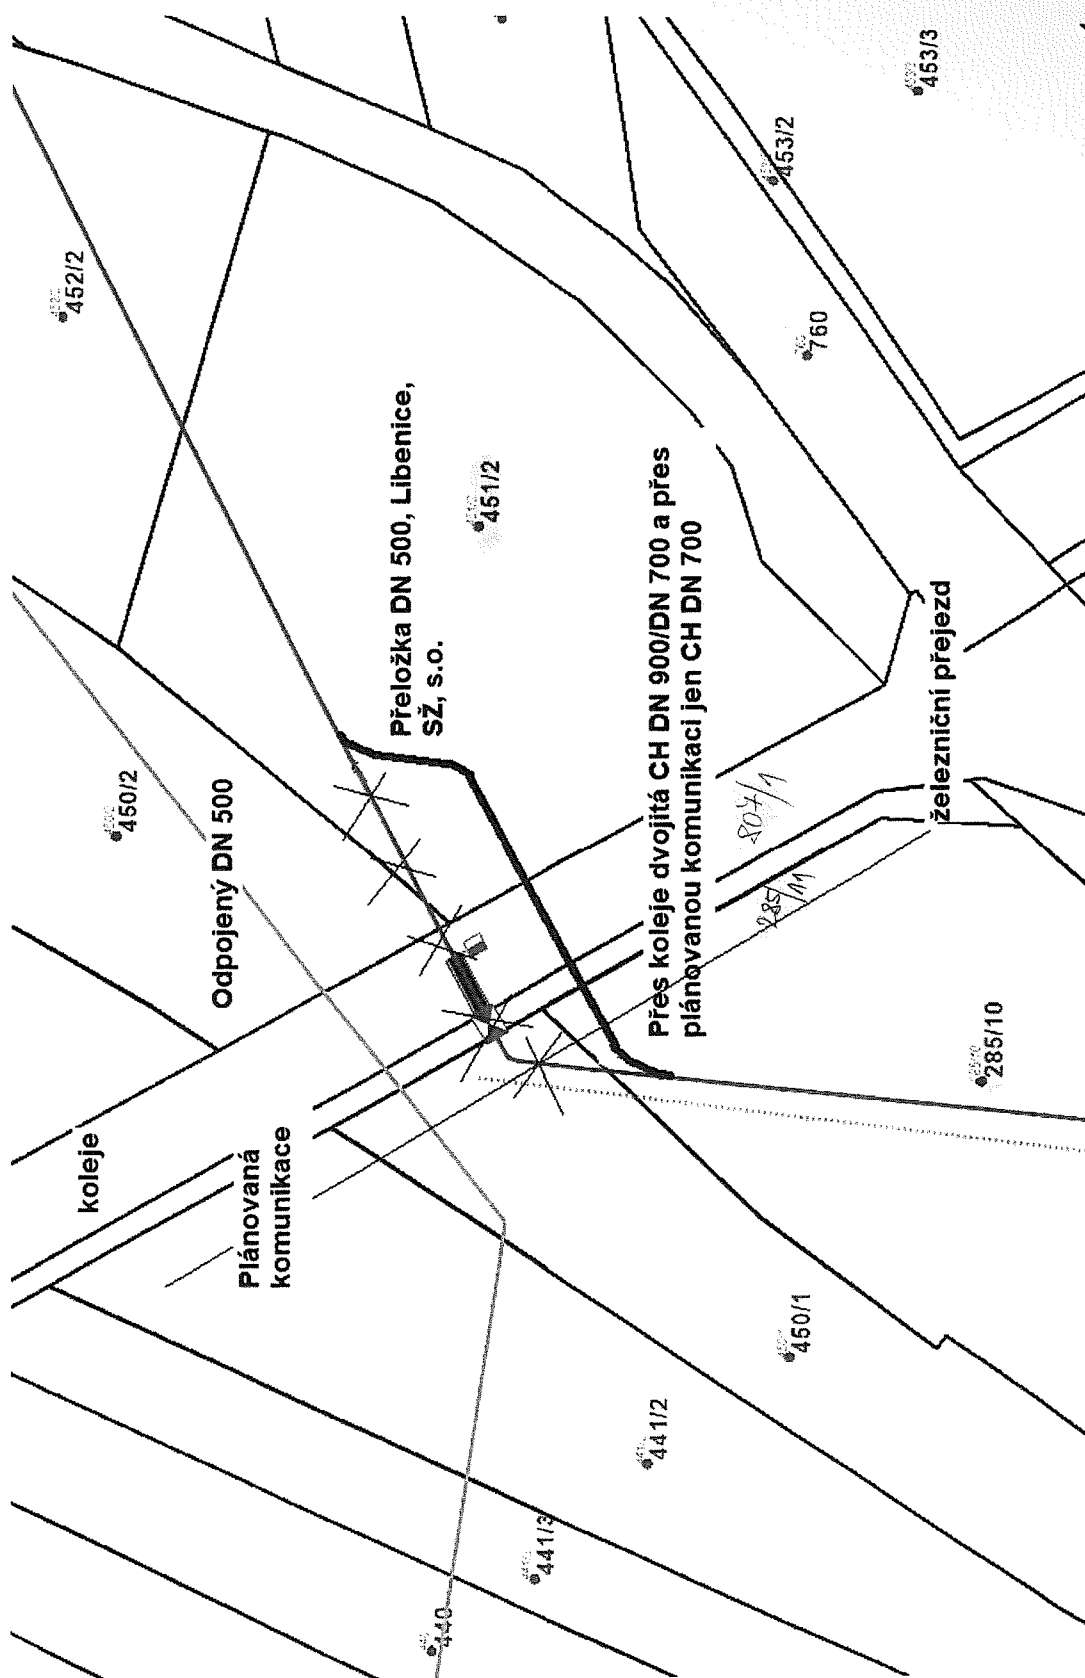 452/2
453/3
453/2
760
450/2
Odpojený DN 500
451/2
Přeložka DN 500, Libenice,
SŽ, s.o.
Přes koleje dvojitá CH DN 900/DN 700 a přes
plánovanou komunikaci jen CH DN 700
807/1
285/11
železniční přejezd
koleje
Plánovaná
komunikace
285/10
450/1
441/2
441/3
440